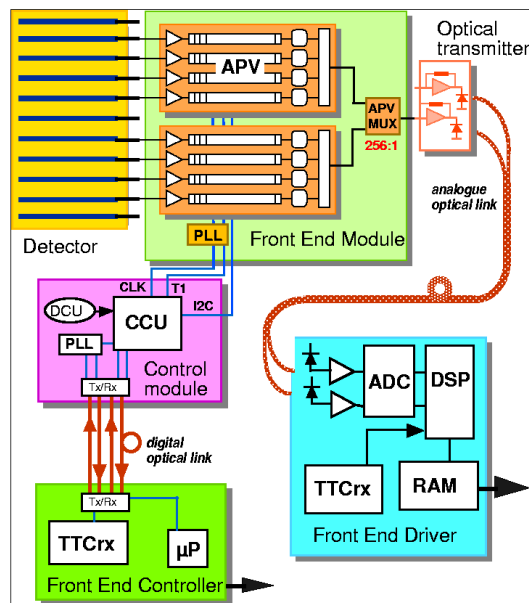 Optical
transmitter
APV
APV
MUX
256:1
analogue
optical link
PLL
Front End Module
Detector
CLK
T1
I2C
DCU
CCU
PLL
Control
module
Tx/Rx
digital
optical link
ADC
DSP
TTCrx
RAM
Front End Driver
Tx/Rx
TTCrx
µP
Front End Controller